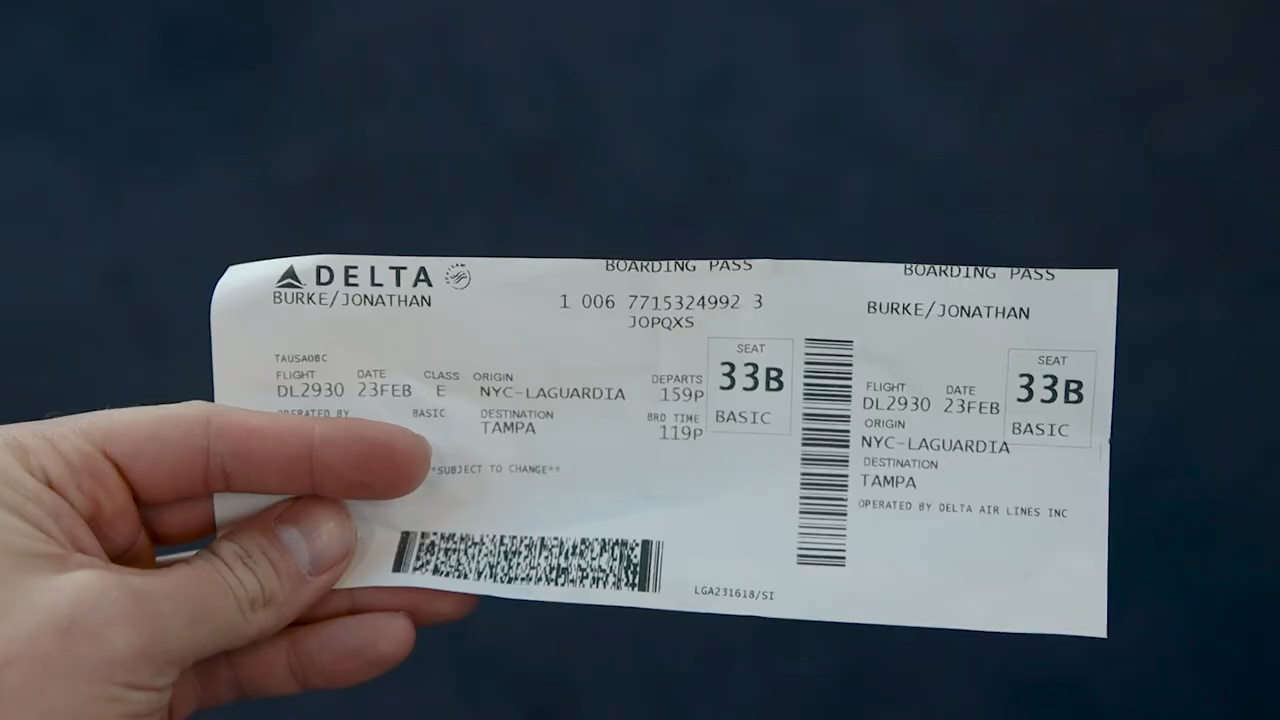 DELTA
BURKE/JONATHAN
BOARDING PASS
1 006 7715324992 3
JOPQXS
TAUSA0BC
FLIGHT DATE CLASS ORIGIN DEPARTS
DL2930 23FEB E NYC-LAGUARDIA 159P
OPERATED BY BASIC DESTINATION BRD TIME
TAMPA 119P
*SUBJECT TO CHANGE**
SEAT
33B
BASIC
LGA231618/SI
BOARDING PASS
BURKE/JONATHAN
SEAT
33B
BASIC
FLIGHT DATE
DL2930 23FEB
ORIGIN
NYC-LAGUARDIA
DESTINATION
TAMPA
OPERATED BY DELTA AIR LINES INC